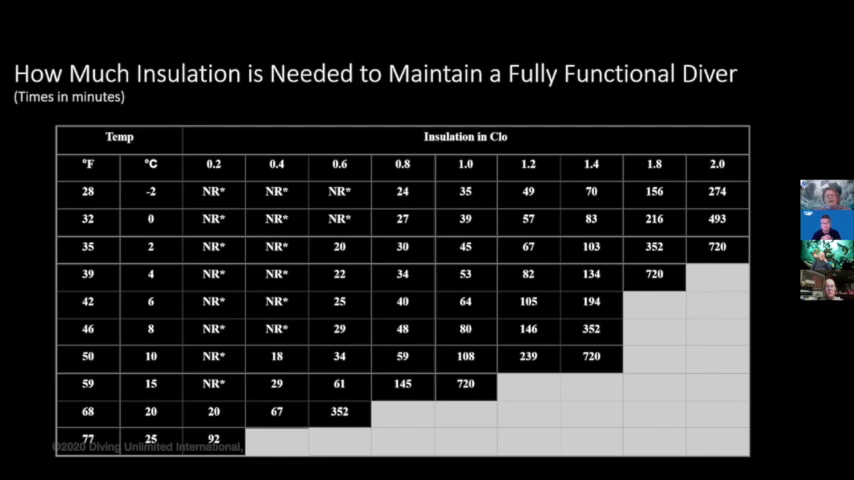 How Much Insulation is Needed to Maintain a Fully Functional Diver
(Times in minutes)
Temp Insulation in Clo
°F °C 0.2 0.4 0.6 0.8 1.0 1.2 1.4 1.8 2.0
28 -2 NR* NR* NR* 24 35 49 70 156 274
32 0 NR* NR* NR* 27 39 57 83 216 493
35 2 NR* NR* 20 30 45 67 103 352 720
39 4 NR* NR* 22 34 53 82 134 720
42 6 NR* NR* 25 40 64 105 194
46 8 NR* NR* 29 48 80 146 352
50 10 NR* 18 34 59 108 239 720
59 15 NR* 29 61 145 720
68 20 20 67 352
77 25 92
©2020 Diving Unlimited International,